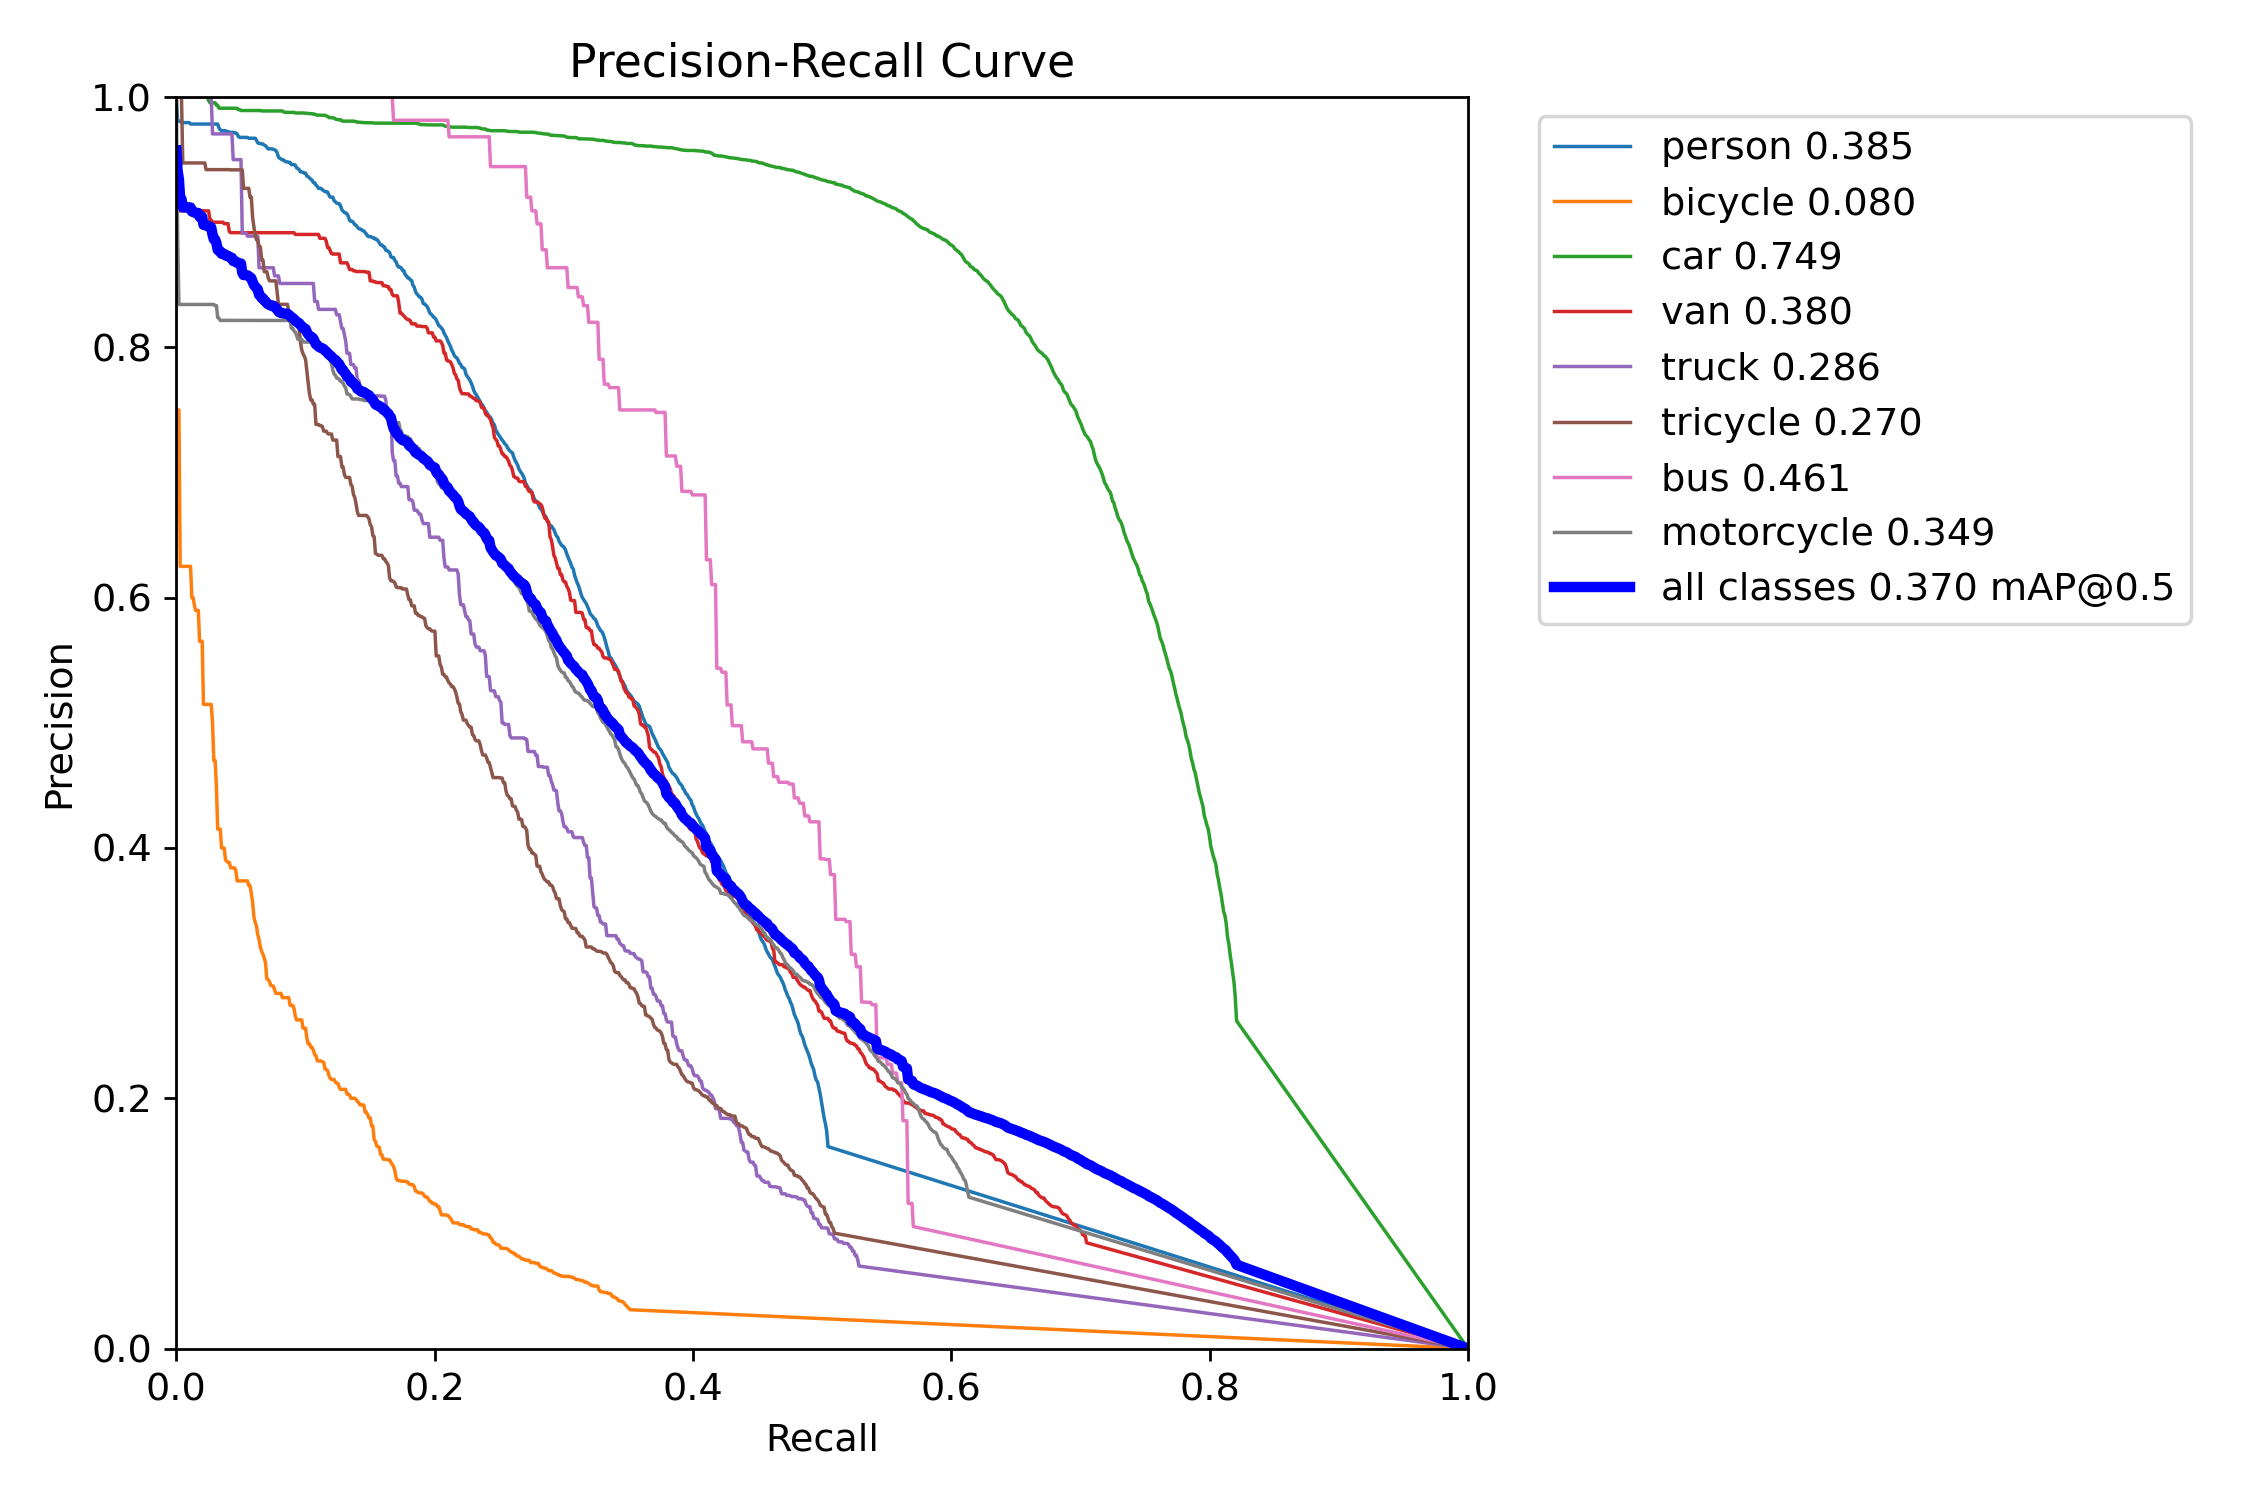 Precision-Recall Curve
1.0
0.8
0.6
0.4
0.2
0.0
Precision
0.0 0.2 0.4 0.6 0.8 1.0
Recall
person 0.385
bicycle 0.080
car 0.749
van 0.380
truck 0.286
tricycle 0.270
bus 0.461
motorcycle 0.349
all classes 0.370 mAP@0.5